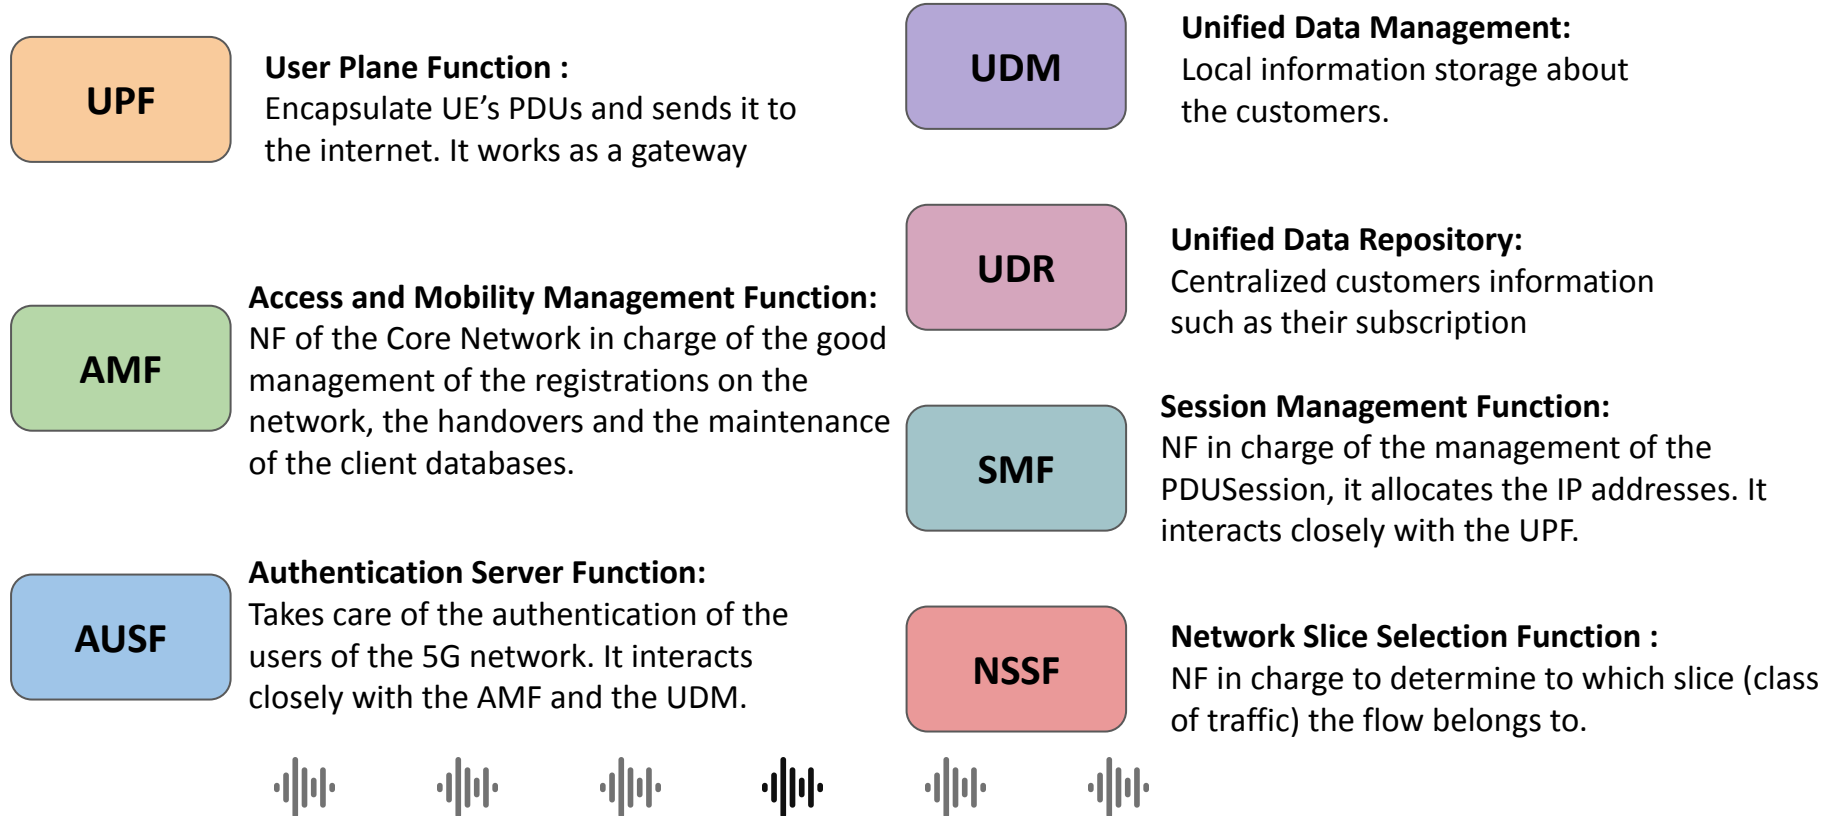 UPF
User Plane Function :
Encapsulate UE’s PDUs and sends it to
the internet. It works as a gateway
AMF
Access and Mobility Management Function:
NF of the Core Network in charge of the good
management of the registrations on the
network, the handovers and the maintenance
of the client databases.
AUSF
Authentication Server Function:
Takes care of the authentication of the
users of the 5G network. It interacts
closely with the AMF and the UDM.
UDM
Unified Data Management:
Local information storage about
the customers.
UDR
Unified Data Repository:
Centralized customers information
such as their subscription
SMF
Session Management Function:
NF in charge of the management of the
PDUSession, it allocates the IP addresses. It
interacts closely with the UPF.
NSSF
Network Slice Selection Function :
NF in charge to determine to which slice (class
of traffic) the flow belongs to.